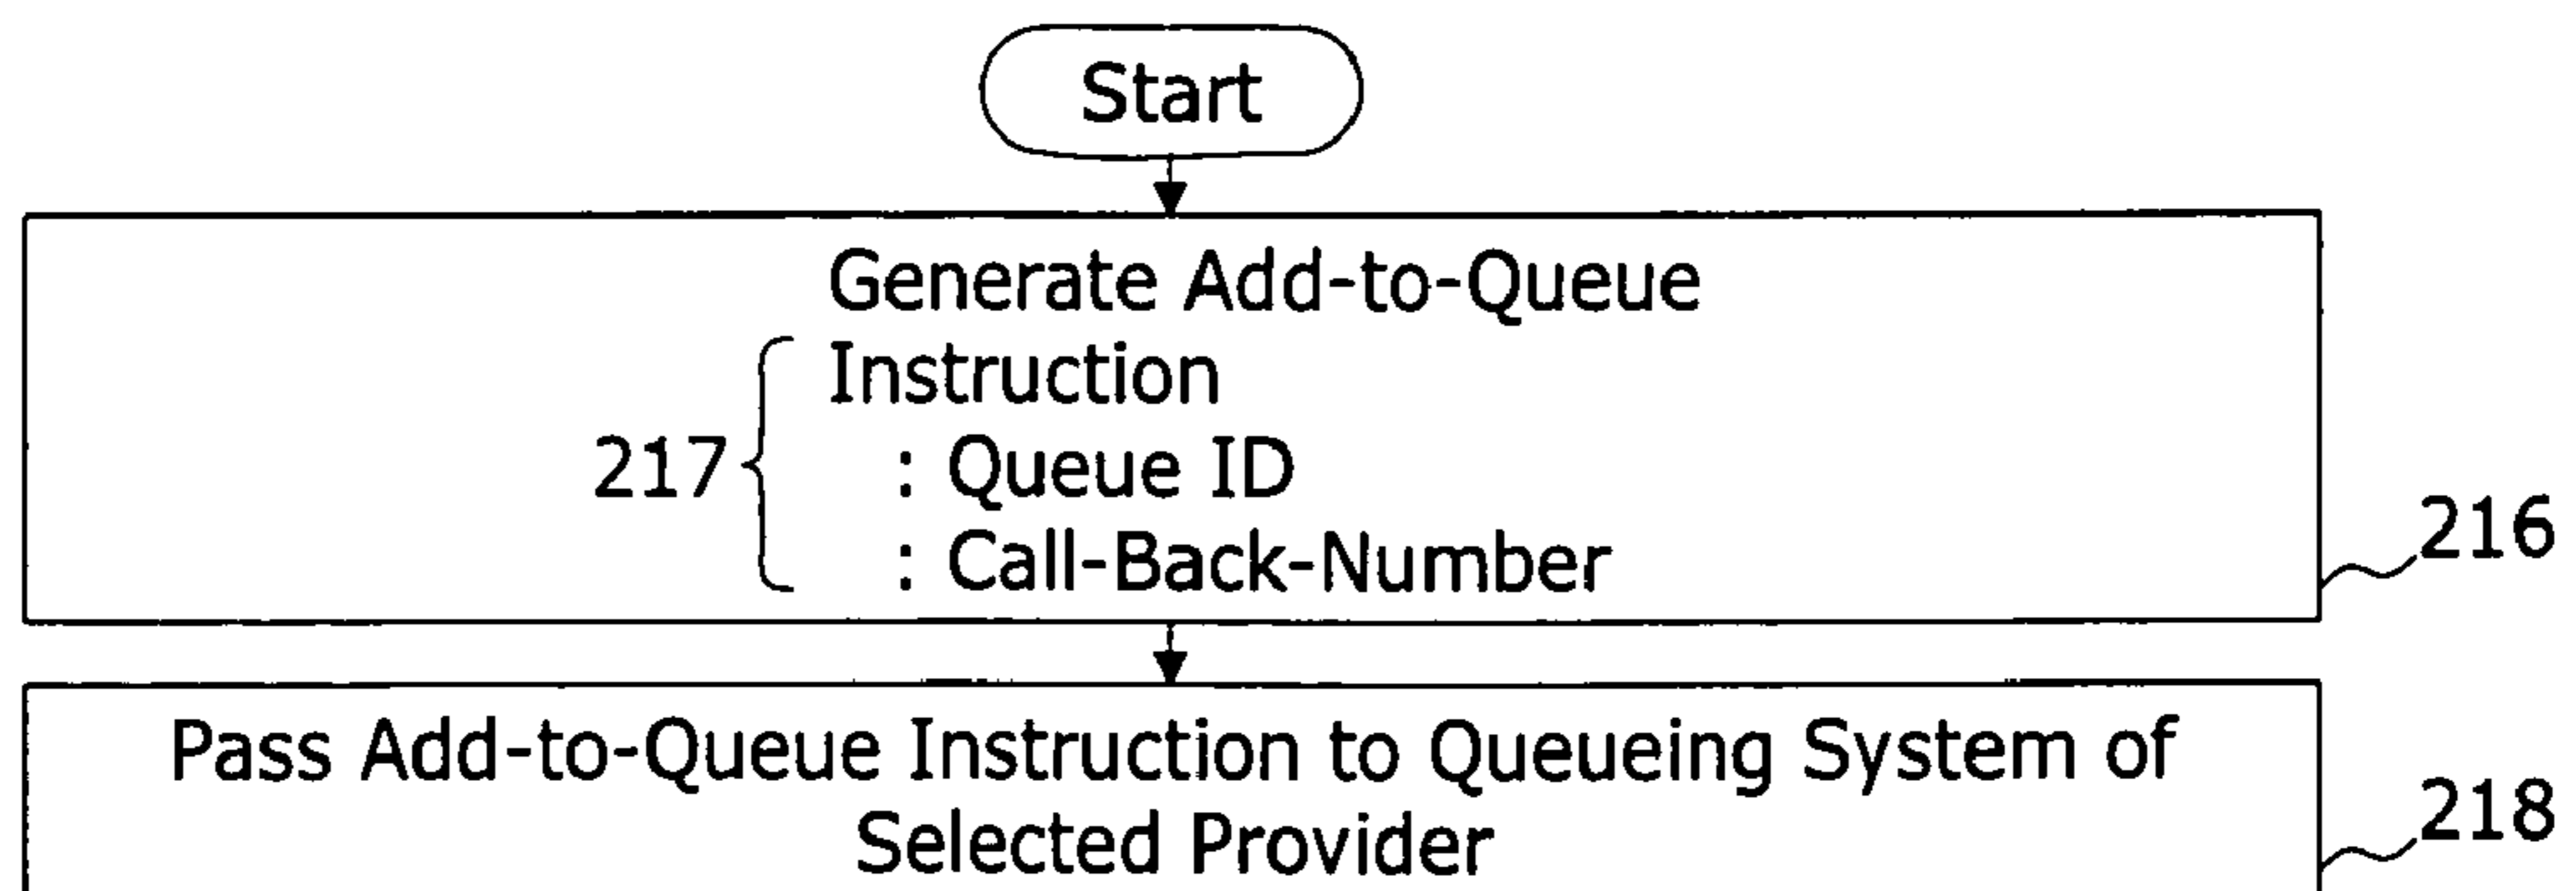 Start
Generate Add-to-Queue
Instruction
217
: Queue ID
: Call-Back-Number
216
Pass Add-to-Queue Instruction to Queueing System of
Selected Provider
218